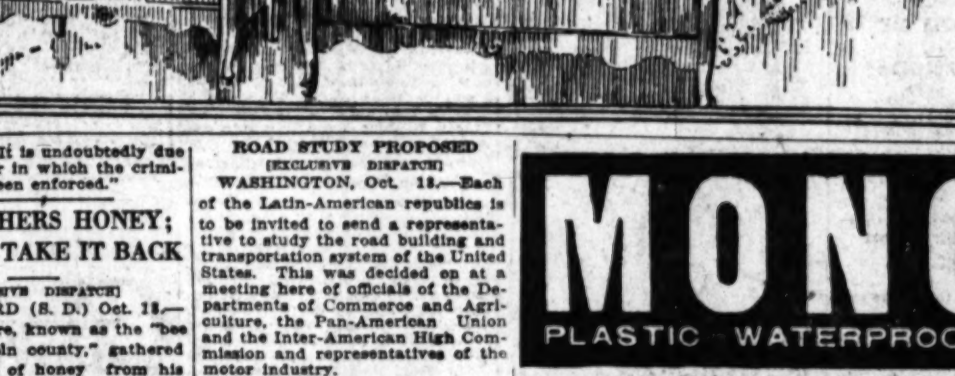 It is undoubtedly due
in which the crimi-
een enforced."
HERS HONEY;
TAKE IT BACK
DISPATCH]
RD (S. D.) Oct. 18.—
re, known as the "bee
ln county," gathered
of honey from his
ROAD STUDY PROPOSED
[EXCLUSIVE DISPATCH]
WASHINGTON, Oct. 18.—Each
of the Latin-American republics is
to be invited to send a representa-
tive to study the road building and
transportation system of the United
States. This was decided on at a
meeting here of officials of the De-
partments of Commerce and Agri-
culture, the Pan-American Union
and the Inter-American High Com-
mission and representatives of the
motor industry.
MONO
PLASTIC WATERPROO